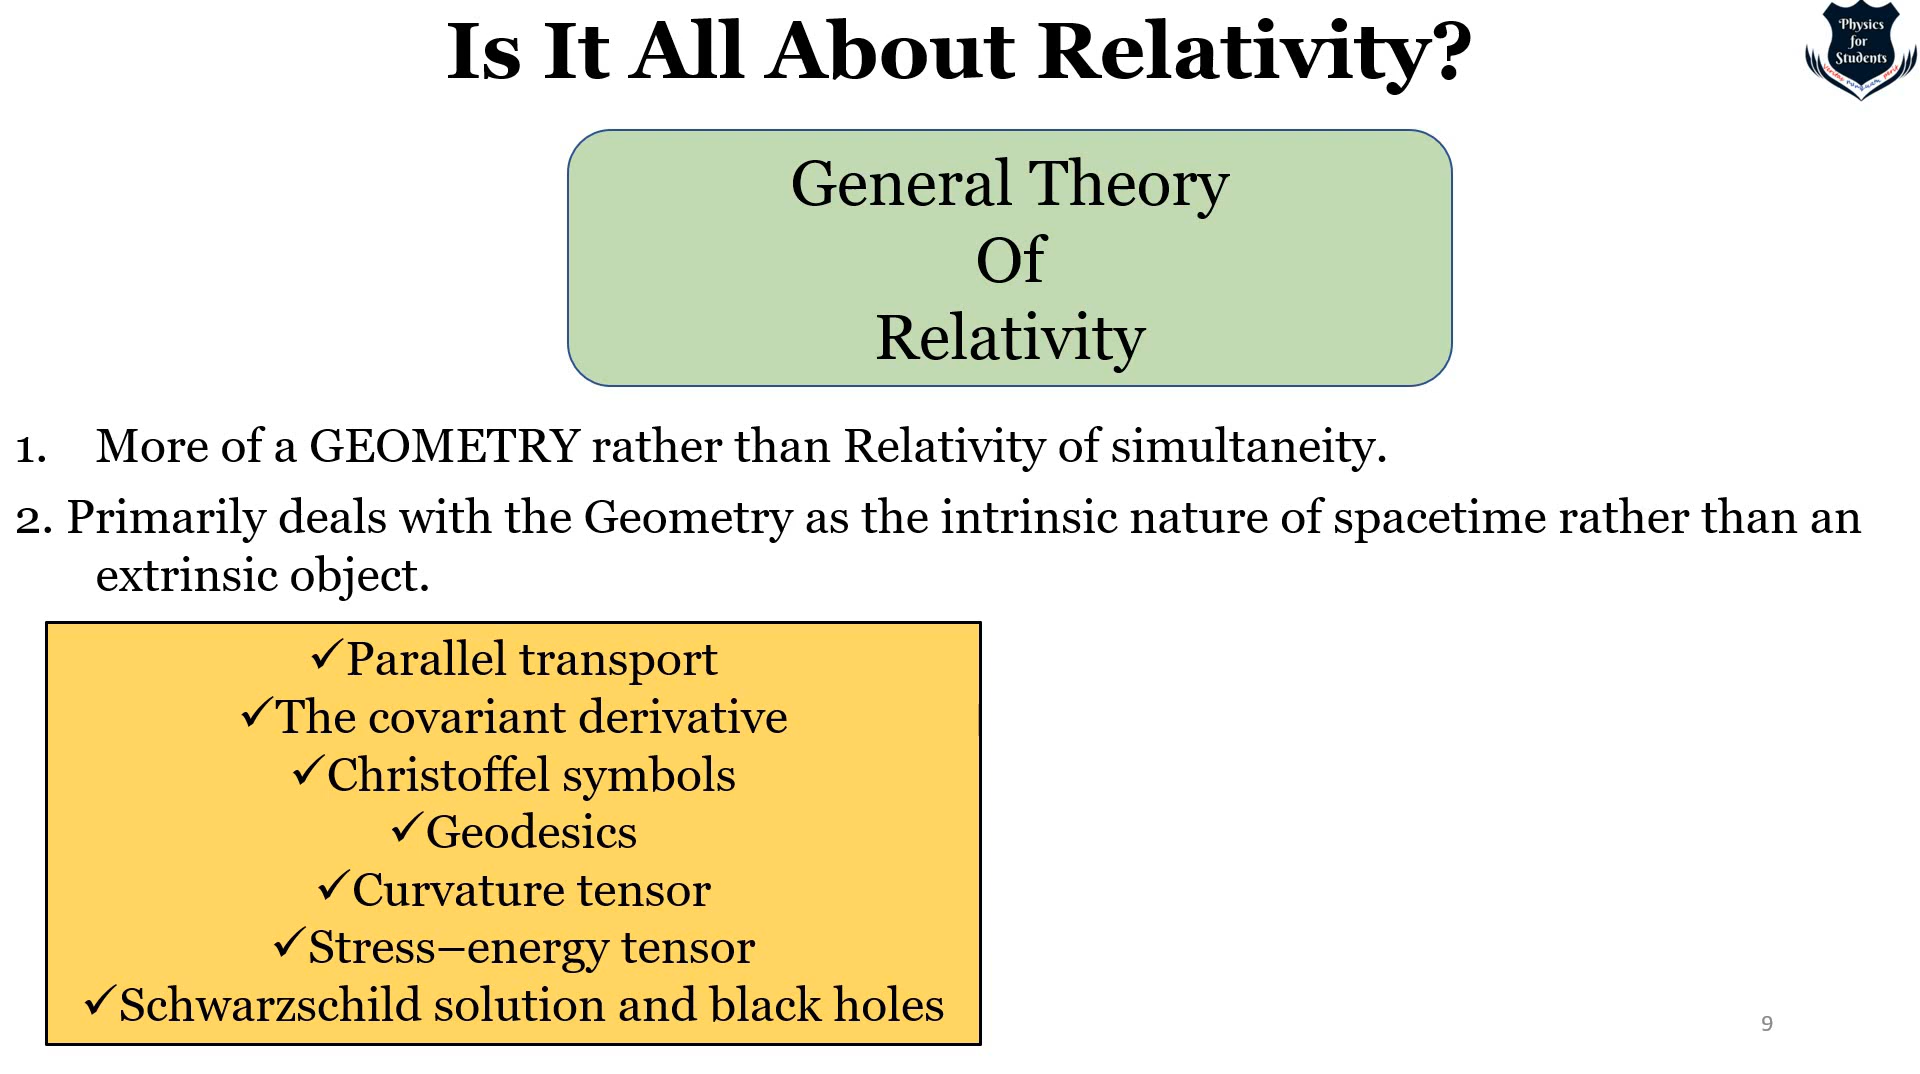 Is It All About Relativity?
Physics
for
Students
General Theory
Of
Relativity
1. More of a GEOMETRY rather than Relativity of simultaneity.
2. Primarily deals with the Geometry as the intrinsic nature of spacetime rather than an
extrinsic object.
✓Parallel transport
✓The covariant derivative
✓Christoffel symbols
✓Geodesics
✓Curvature tensor
✓Stress–energy tensor
✓Schwarzschild solution and black holes
9